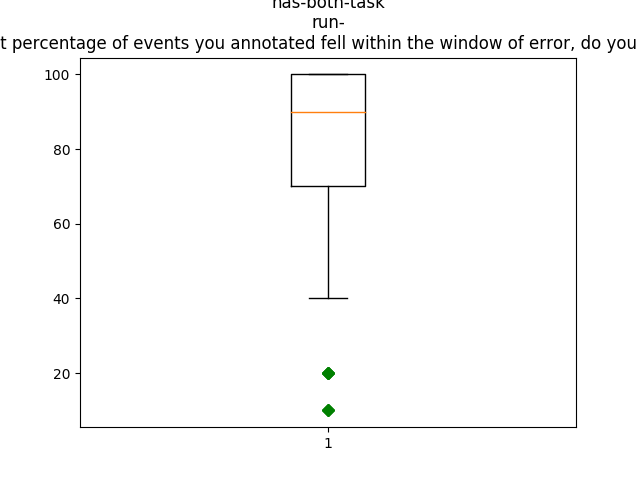 has-both-task
run-
t percentage of events you annotated fell within the window of error, do you
100
80
60
40
20
1